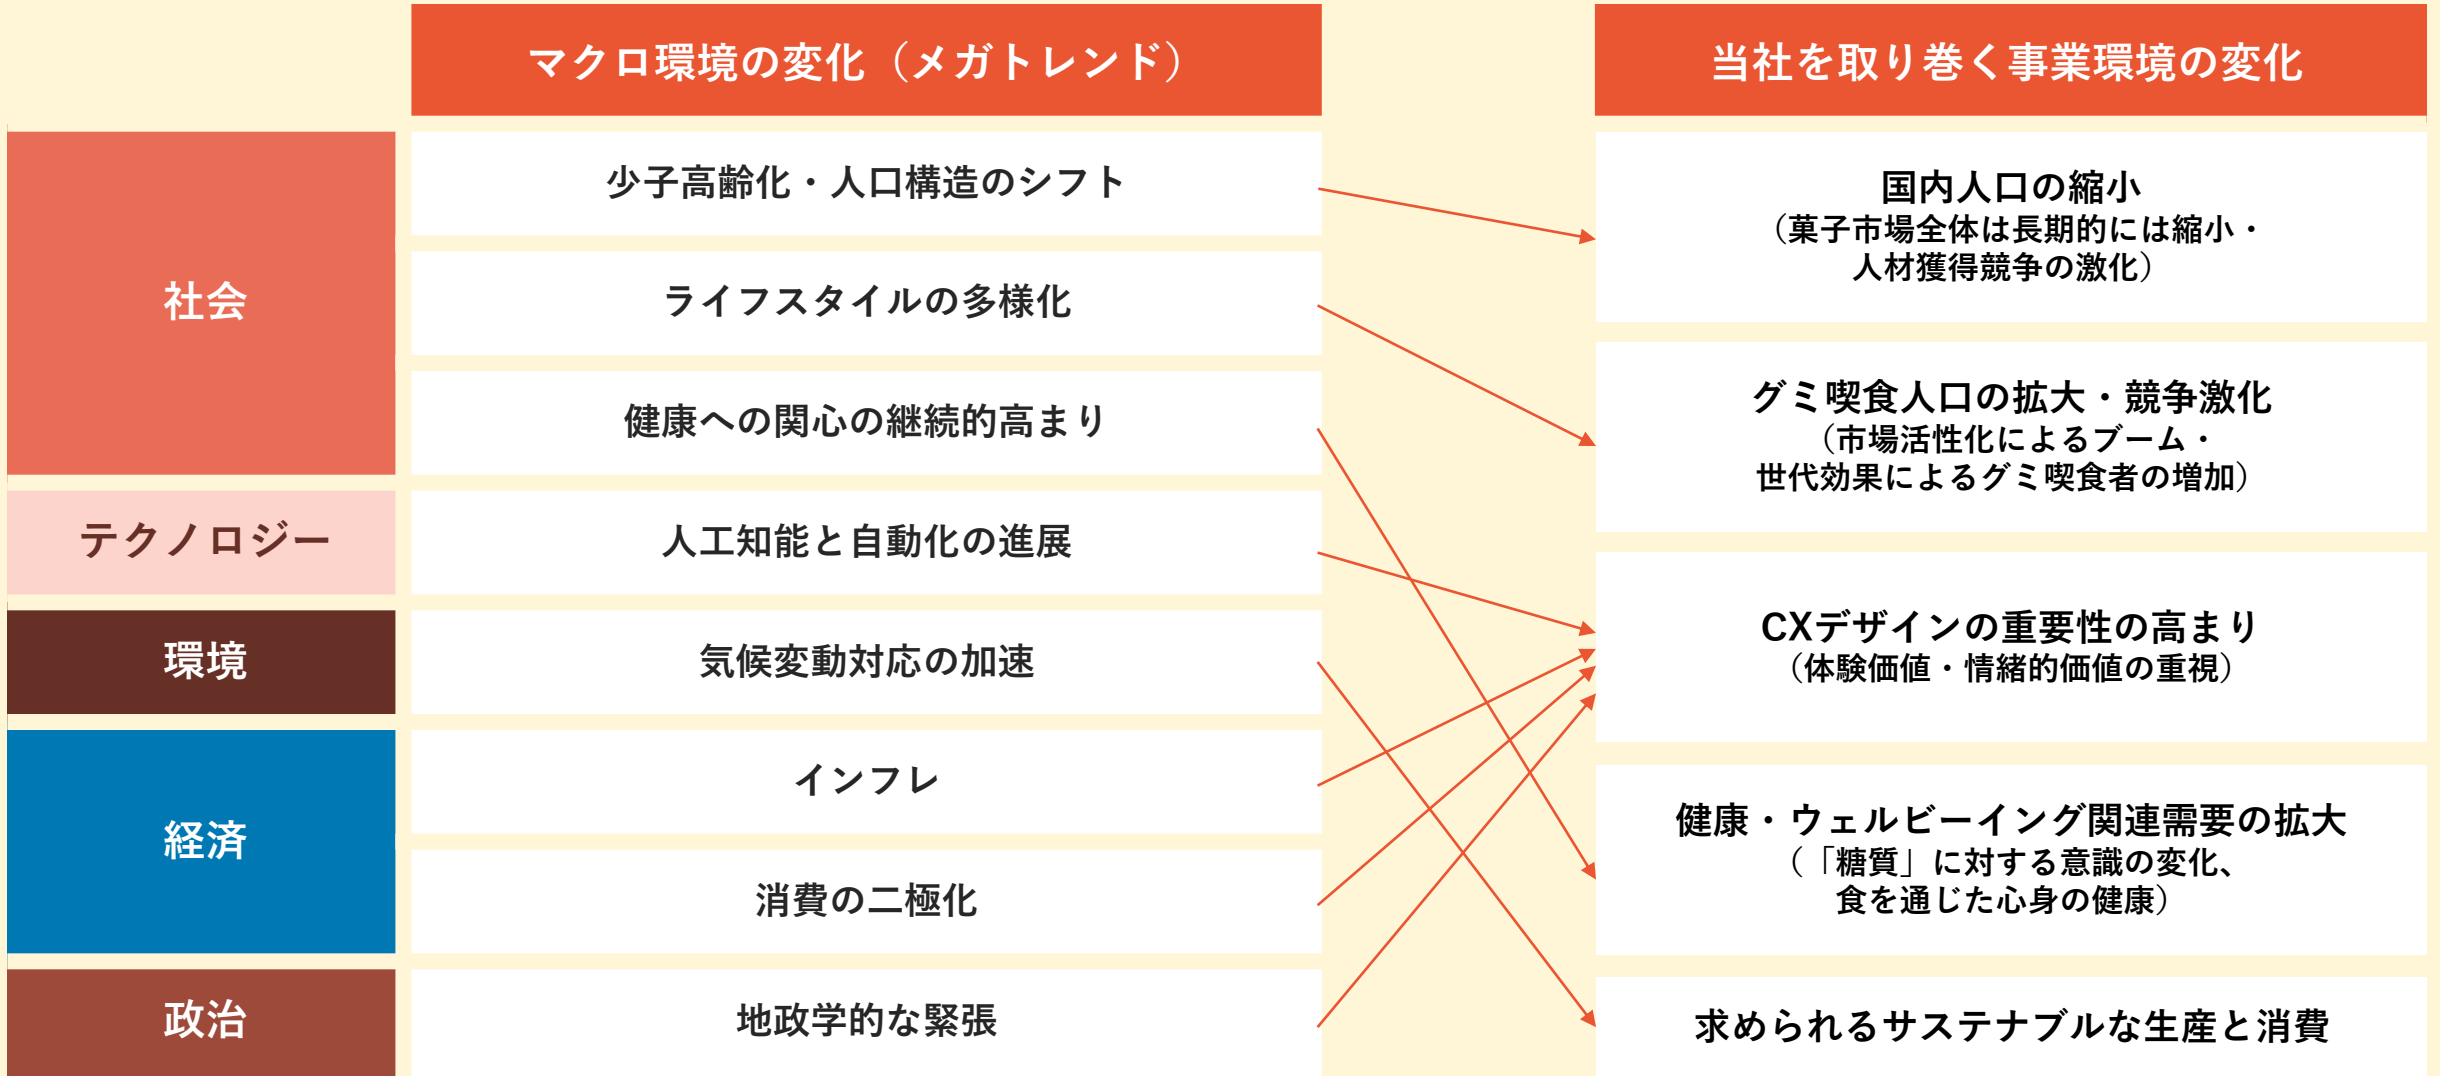 マクロ環境の変化（メガトレンド）
当社を取り巻く事業環境の変化
社会
少子高齢化・人口構造のシフト
ライフスタイルの多様化
健康への関心の継続的高まり
テクノロジー
人工知能と自動化の進展
環境
気候変動対応の加速
経済
インフレ
消費の二極化
政治
地政学的な緊張
国内人口の縮小
（菓子市場全体は長期的には縮小・
人材獲得競争の激化）
グミ喫食人口の拡大・競争激化
（市場活性化によるブーム・
世代効果によるグミ喫食者の増加）
CXデザインの重要性の高まり
（体験価値・情緒的価値の重視）
健康・ウェルビーイング関連需要の拡大
（「糖質」に対する意識の変化、
食を通じた心身の健康）
求められるサステナブルな生産と消費